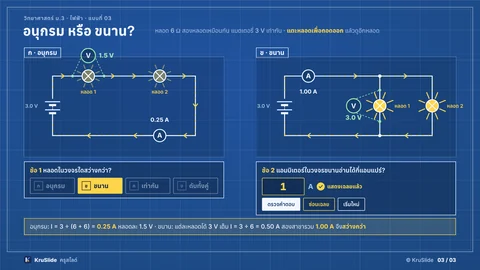 วิทยาศาสตร์ ม.3 · ไฟฟ้า · แบบที่ 03
อนุกรม หรือ ขนาน?
หลอด 6 Ω สองหลอดเหมือนกัน แบตเตอรี่ 3 V เท่ากัน · แตะหลอดเพื่อถอดออก แล้วดูอีกหลอด
ก · อนุกรม
V 1.5 V
3.0 V
หลอด 1
หลอด 2
0.25 A
A
ข · ขนาน
A
1.00 A
3.0 V
V
3.0 V
หลอด 1
หลอด 2
ข้อ 1 หลอดในวงจรใดสว่างกว่า?
ก อนุกรม
ข ขนาน
เท่ากัน
ดับทั้งคู่
ข้อ 2 แอมมิเตอร์ในวงจรขนานอ่านได้กี่แอมแปร์?
1 A แสดงเฉลยแล้ว
ตรวจคำตอบ ซ่อนเฉลย เริ่มใหม่
อนุกรม: I = 3 ÷ (6 + 6) = 0.25 A หลอดละ 1.5 V · ขนาน: แต่ละหลอดได้ 3 V เต็ม I = 3 ÷ 6 = 0.50 A สองสาขารวม 1.00 A จึงสว่างกว่า
KruSlide ครูสไลด์
© KruSlide 03 / 03